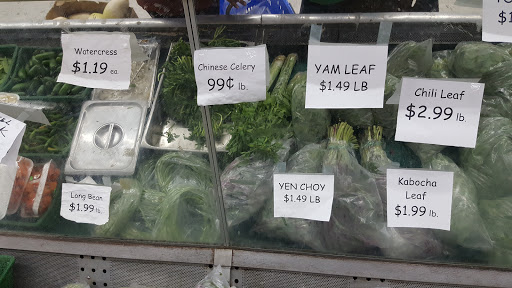 Watercress
$1.19 ea
Chinese Celery
99¢ lb.
YAM LEAF
$1.49 LB
Chili Leaf
$2.99 lb.
$1
Long Bean
$1.99 lb.
YEN CHOY
$1.49 LB
Kabocha
Leaf
$1.99 lb.